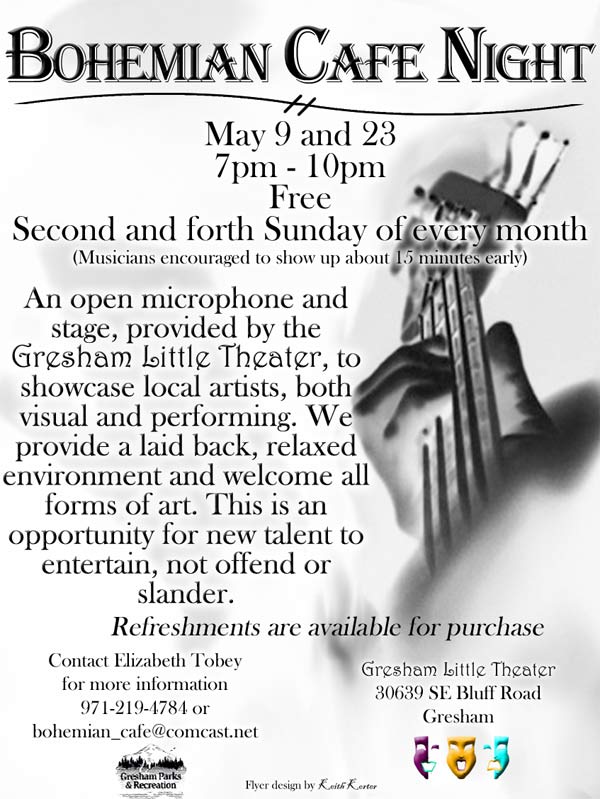 BOHEMIAN CAFE NIGHT
May 9 and 23
7pm - 10pm
Free
Second and forth Sunday of every month
(Musicians encouraged to show up about 15 minutes early)
An open microphone and
stage, provided by the
Gresham Little Theater, to
showcase local artists, both
visual and performing. We
provide a laid back, relaxed
environment and welcome all
forms of art. This is an
opportunity for new talent to
entertain, not offend or
slander.
Refreshments are available for purchase
Contact Elizabeth Tobey
for more information
971-219-4784 or
bohemian_cafe@comcast.net
Gresham Little Theater
30639 SE Bluff Road
Gresham
Gresham Parks
& Recreation
Flyer design by Keith Korter